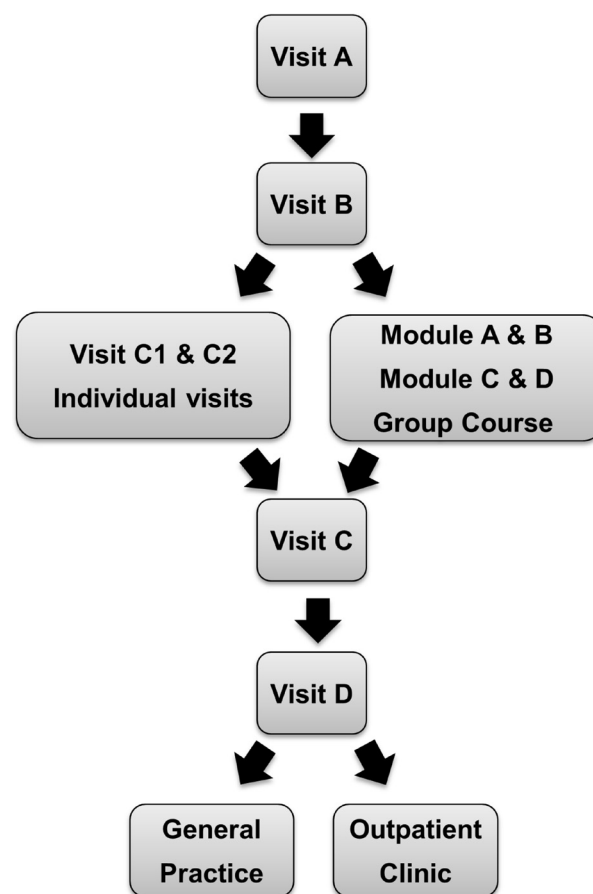 Visit A
Visit B
Visit C1 & C2
Individual visits
Module A & B
Module C & D
Group Course
Visit C
Visit D
General
Practice
Outpatient
Clinic